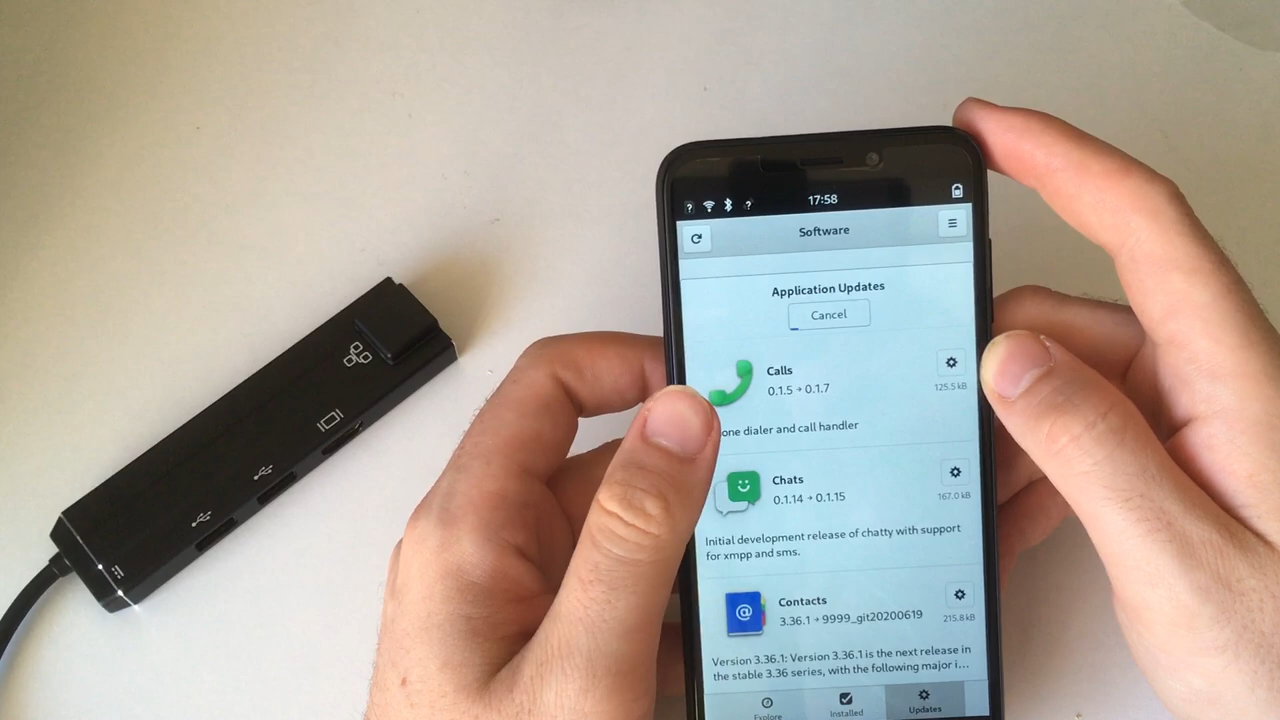 17:58
Software
Application Updates
Cancel
Calls
0.1.5 → 0.1.7
125.5 kB
one dialer and call handler
Chats
0.1.14 → 0.1.15
167.0 kB
Initial development release of chatty with support
for xmpp and sms.
Contacts
3.36.1 → 9999_git20200619
215.8 kB
Version 3.36.1: Version 3.36.1 is the next release in
the stable 3.36 series, with the following major i...
Explore
Installed
Updates